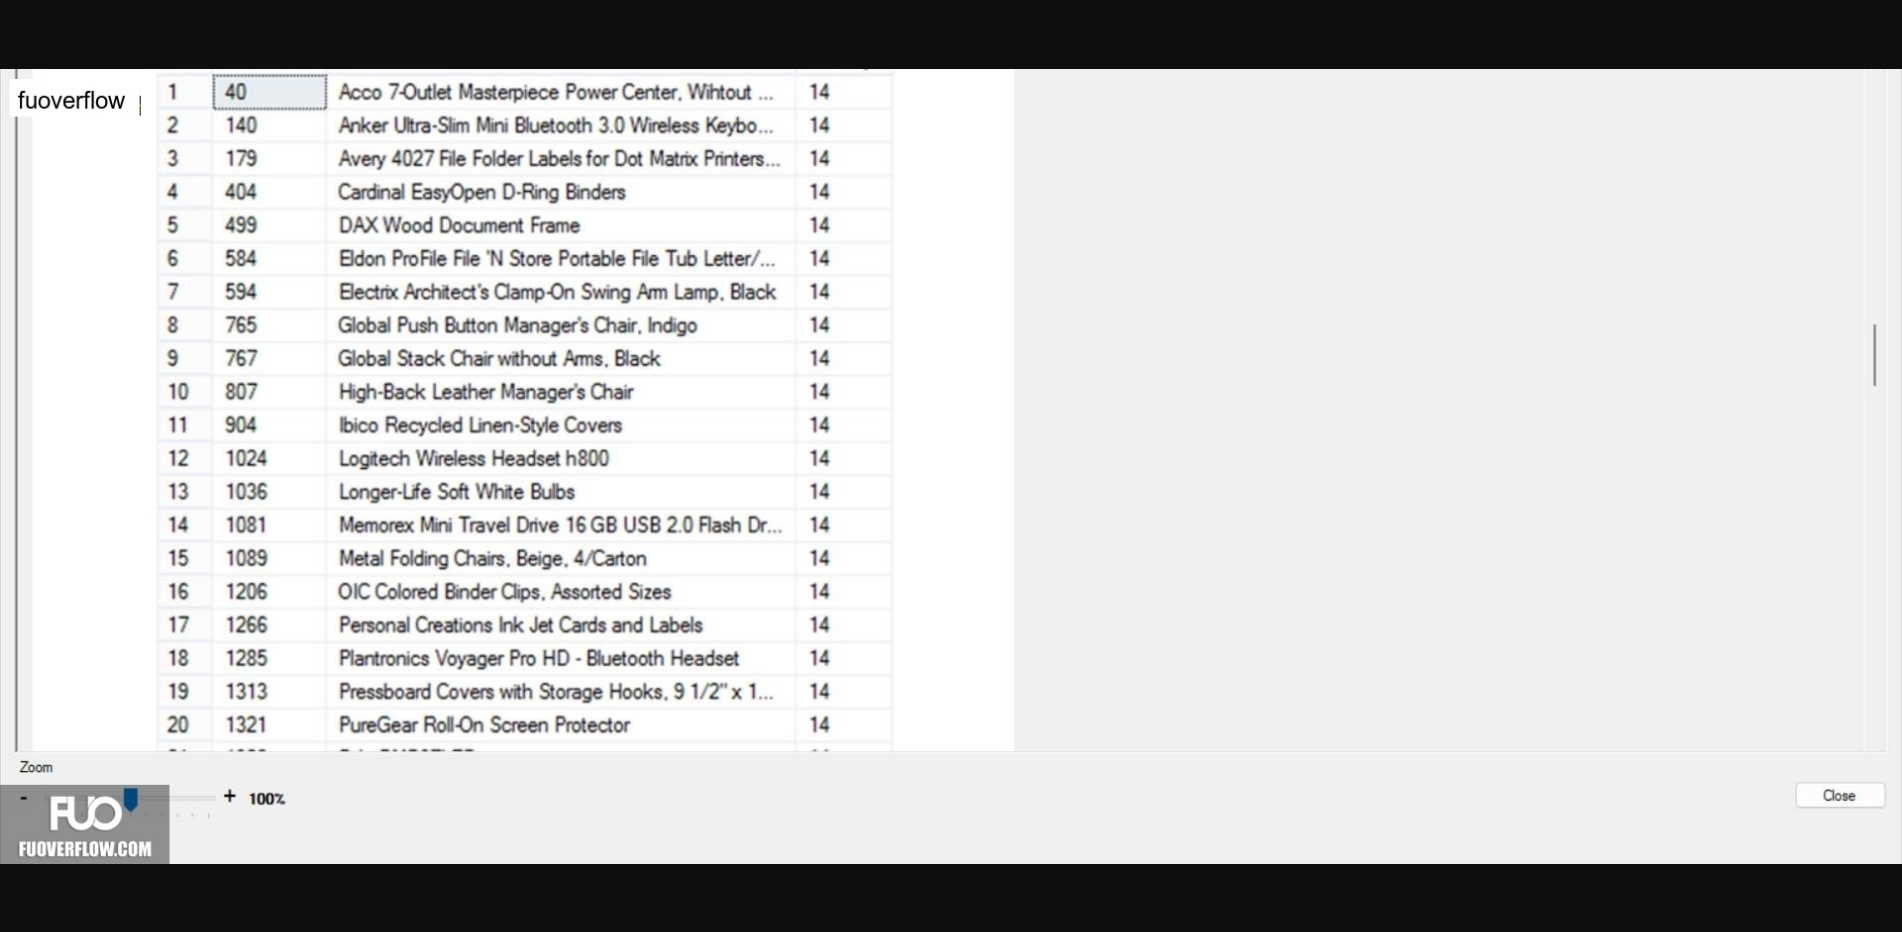 fuoverflow
1 40 Acco 7-Outlet Masterpiece Power Center, Wihtout ... 14
2 140 Anker Ultra-Slim Mini Bluetooth 3.0 Wireless Keybo... 14
3 179 Avery 4027 File Folder Labels for Dot Matrix Printers... 14
4 404 Cardinal EasyOpen D-Ring Binders 14
5 499 DAX Wood Document Frame 14
6 584 Eldon ProFile File 'N Store Portable File Tub Letter/... 14
7 594 Electrix Architect's Clamp-On Swing Arm Lamp, Black 14
8 765 Global Push Button Manager's Chair, Indigo 14
9 767 Global Stack Chair without Arms, Black 14
10 807 High-Back Leather Manager's Chair 14
11 904 Ibico Recycled Linen-Style Covers 14
12 1024 Logitech Wireless Headset h800 14
13 1036 Longer-Life Soft White Bulbs 14
14 1081 Memorex Mini Travel Drive 16 GB USB 2.0 Flash Dr... 14
15 1089 Metal Folding Chairs, Beige, 4/Carton 14
16 1206 OIC Colored Binder Clips, Assorted Sizes 14
17 1266 Personal Creations Ink Jet Cards and Labels 14
18 1285 Plantronics Voyager Pro HD - Bluetooth Headset 14
19 1313 Pressboard Covers with Storage Hooks, 9 1/2" x 1... 14
20 1321 PureGear Roll-On Screen Protector 14
Zoom
- + 100%
Close
FUO
FUOVERFLOW.COM